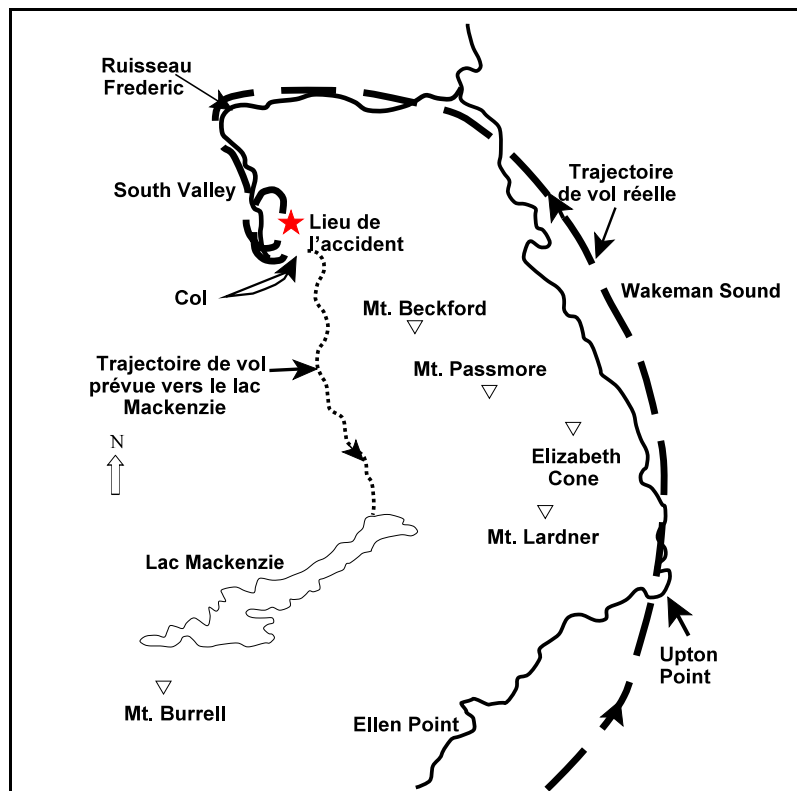 Ruisseau
Frederic
South Valley
Trajectoire
de vol réelle
Lieu de
l'accident
Col
Wakeman Sound
Mt. Beckford
Trajectoire de vol
prévue vers le lac
Mackenzie
Mt. Passmore
N
Elizabeth
Cone
Mt. Lardner
Lac Mackenzie
Upton
Point
Mt. Burrell
Ellen Point